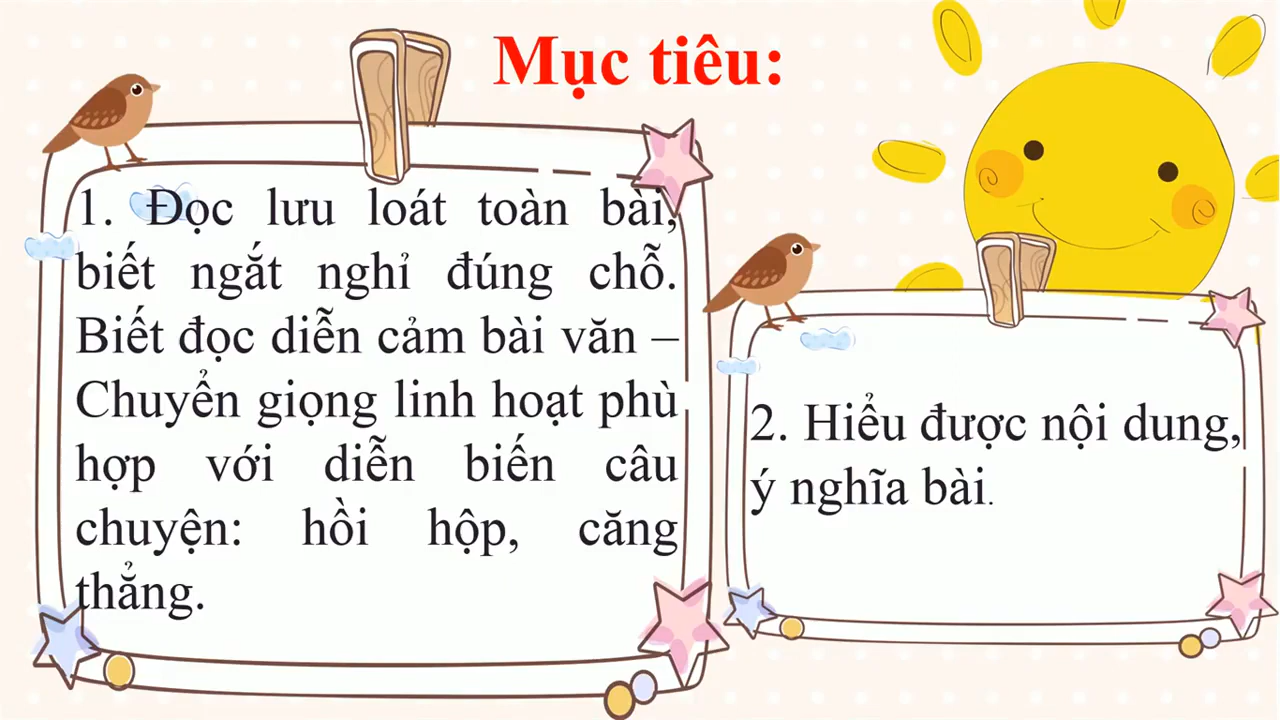 Mục tiêu:
1. Đọc lưu loát toàn bài,
biết ngắt nghỉ đúng chỗ.
Biết đọc diễn cảm bài văn –
Chuyển giọng linh hoạt phù
hợp với diễn biến câu
chuyện: hồi hộp, căng
thẳng.
2. Hiểu được nội dung,
ý nghĩa bài.